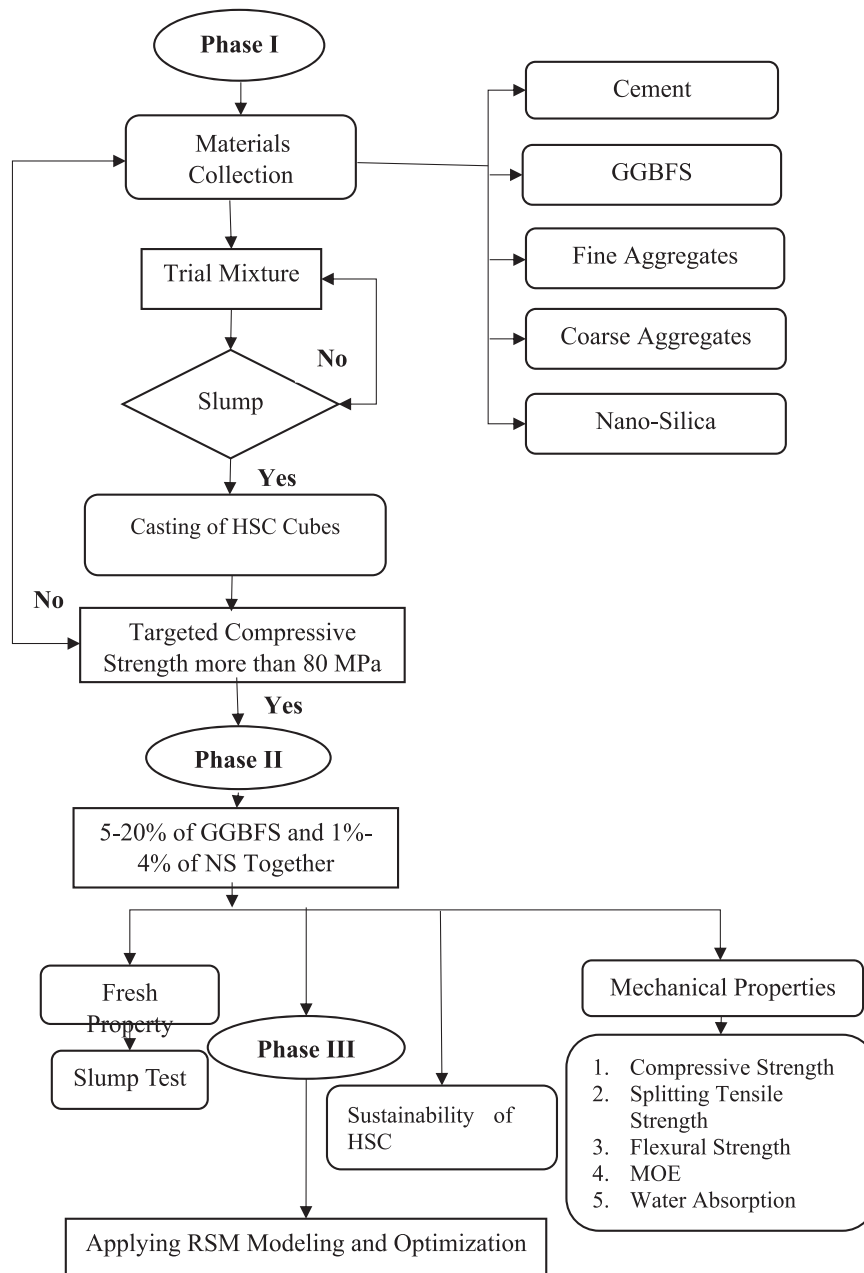 Phase I
Materials
Collection
Cement
GGBFS
Fine Aggregates
Coarse Aggregates
Nano-Silica
Trial Mixture
No
Slump
Yes
Casting of HSC Cubes
No
Targeted Compressive
Strength more than 80 MPa
Yes
Phase II
5-20% of GGBFS and 1%-
4% of NS Together
Fresh
Property
Slump Test
Phase III
Sustainability of
HSC
Mechanical Properties
1. Compressive Strength
2. Splitting Tensile
Strength
3. Flexural Strength
4. MOE
5. Water Absorption
Applying RSM Modeling and Optimization